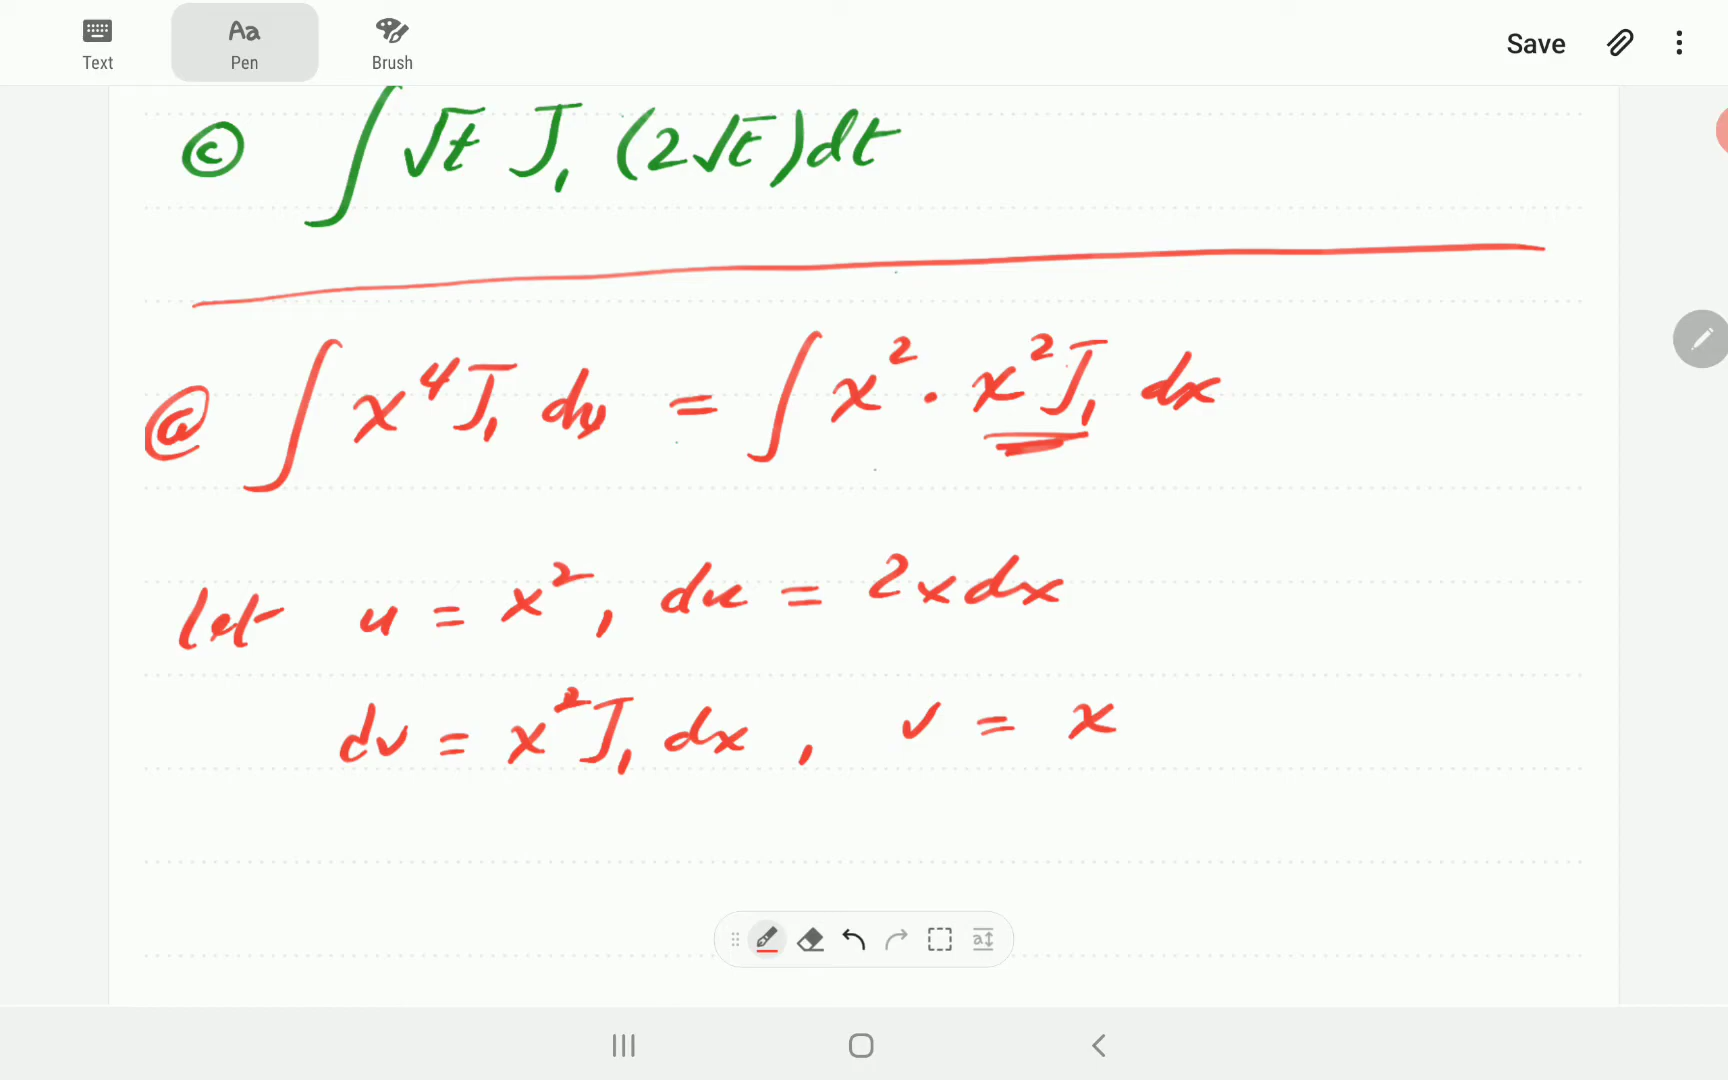 Text
Aa
Pen
Brush
Save
ⓒ ∫ √t J₁ (2√t) dt
ⓐ ∫ x⁴ J₁ dx = ∫ x² · x² J₁ dx
let u = x², du = 2x dx
dv = x² J₁ dx, v = x
a